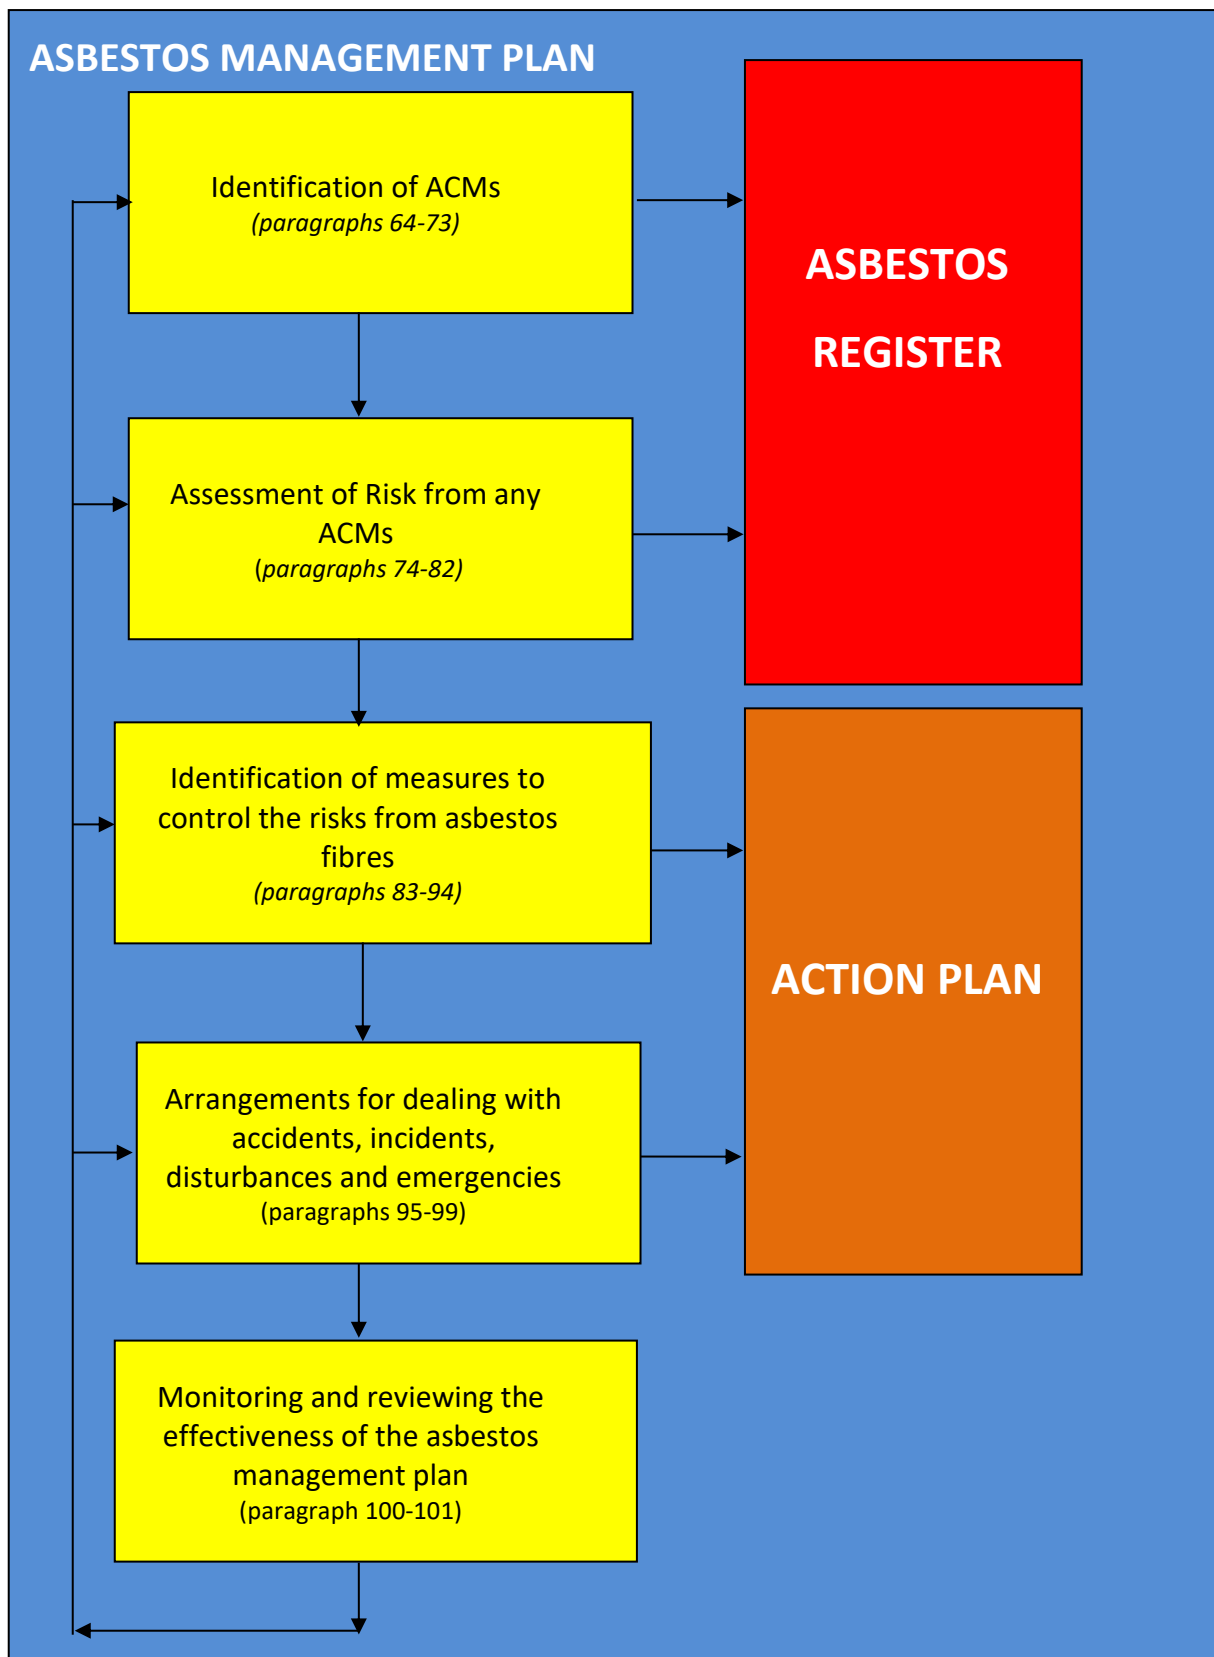 ASBESTOS MANAGEMENT PLAN
Identification of ACMs
(paragraphs 64-73)
ASBESTOS
REGISTER
Assessment of Risk from any
ACMs
(paragraphs 74-82)
Identification of measures to
control the risks from asbestos
fibres
(paragraphs 83-94)
ACTION PLAN
Arrangements for dealing with
accidents, incidents,
disturbances and emergencies
(paragraphs 95-99)
Monitoring and reviewing the
effectiveness of the asbestos
management plan
(paragraph 100-101)